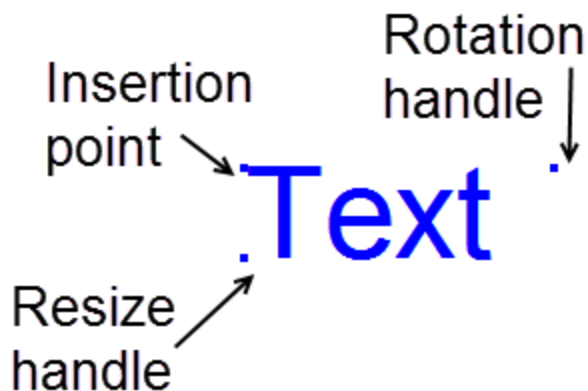 Rotation
handle
Insertion
point
Text
Resize
handle